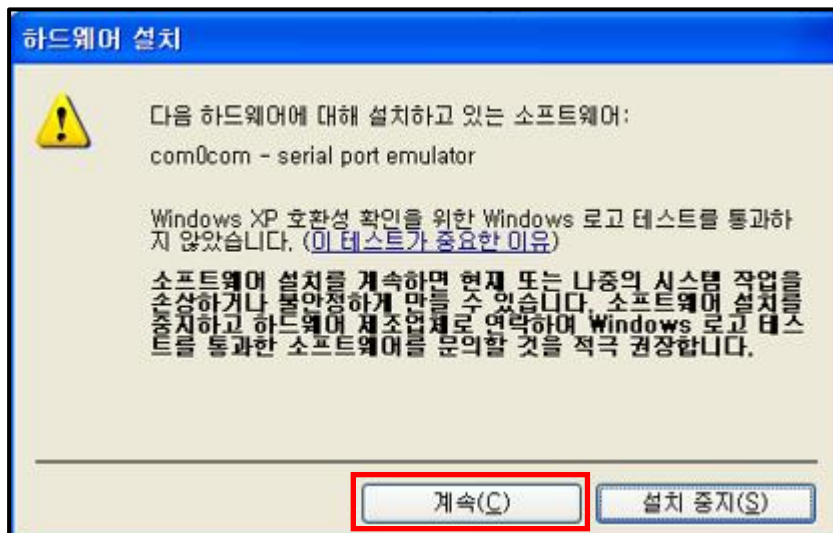 하드웨어 설치
다음 하드웨어에 대해 설치하고 있는 소프트웨어:
com0com - serial port emulator
Windows XP 호환성 확인을 위한 Windows 로고 테스트를 통과하
지 않았습니다. (이 테스트가 중요한 이유)
소프트웨어 설치를 계속하면 현재 또는 나중의 시스템 작업을
손상하거나 불안정하게 만들 수 있습니다. 소프트웨어 설치를
중지하고 하드웨어 제조업체로 연락하여 Windows 로고 테스
트를 통과한 소프트웨어를 문의할 것을 적극 권장합니다.
계속(C)
설치 중지(S)